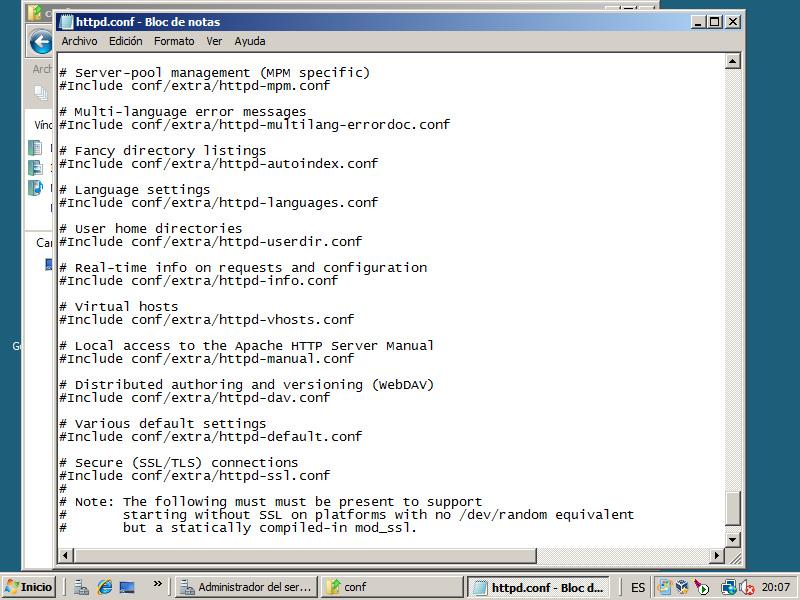 httpd.conf - Bloc de notas
Archivo Edición Formato Ver Ayuda
# Server-pool management (MPM specific)
#Include conf/extra/httpd-mpm.conf
# Multi-language error messages
#Include conf/extra/httpd-multilang-errordoc.conf
# Fancy directory listings
#Include conf/extra/httpd-autoindex.conf
# Language settings
#Include conf/extra/httpd-languages.conf
# User home directories
#Include conf/extra/httpd-userdir.conf
# Real-time info on requests and configuration
#Include conf/extra/httpd-info.conf
# Virtual hosts
#Include conf/extra/httpd-vhosts.conf
# Local access to the Apache HTTP Server Manual
#Include conf/extra/httpd-manual.conf
# Distributed authoring and versioning (WebDAV)
#Include conf/extra/httpd-dav.conf
# Various default settings
#Include conf/extra/httpd-default.conf
# Secure (SSL/TLS) connections
#Include conf/extra/httpd-ssl.conf
#
# Note: The following must must be present to support
#       starting without SSL on platforms with no /dev/random equivalent
#       but a statically compiled-in mod_ssl.
Inicio » Administrador del ser... conf httpd.conf - Bloc d... ES 20:07